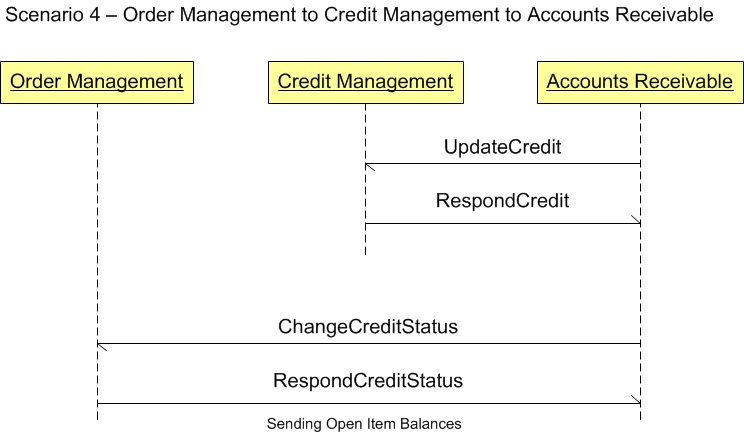 Scenario 4 – Order Management to Credit Management to Accounts Receivable
Order Management
Credit Management
Accounts Receivable
UpdateCredit
RespondCredit
ChangeCreditStatus
RespondCreditStatus
Sending Open Item Balances